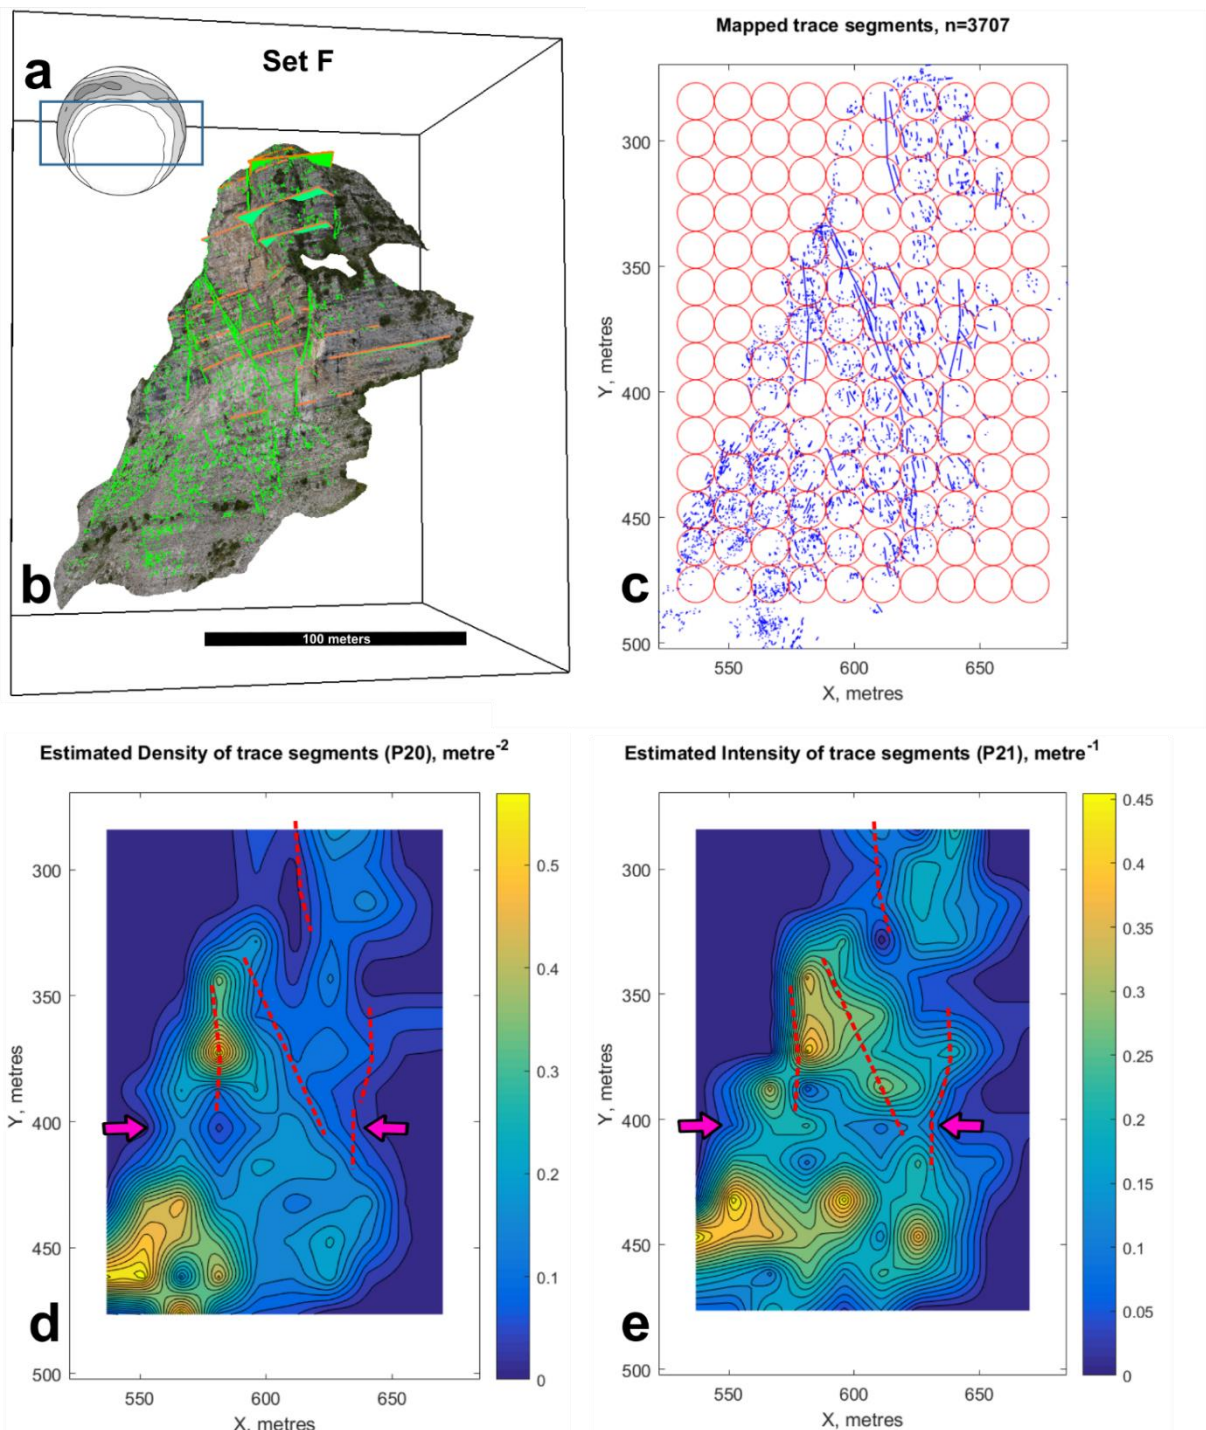 a
Set F
b
100 meters
Mapped trace segments, n=3707
300
350
400
450
500
Y, metres
550
600
650
X, metres
c
Estimated Density of trace segments (P20), metre-2
300
350
400
450
500
Y, metres
550
600
650
X, metres
0.5
0.4
0.3
0.2
0.1
0
d
Estimated Intensity of trace segments (P21), metre-1
300
350
400
450
500
Y, metres
550
600
650
X, metres
0.45
0.4
0.35
0.3
0.25
0.2
0.15
0.1
0.05
0
e